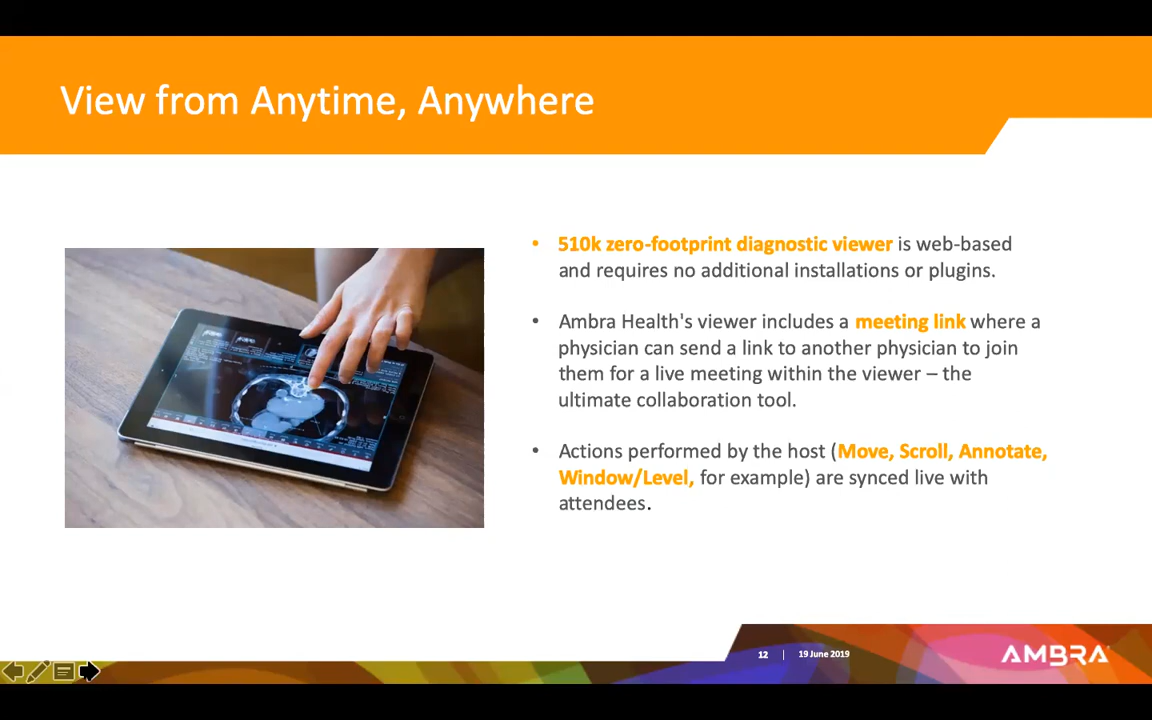 View from Anytime, Anywhere
• 510k zero-footprint diagnostic viewer is web-based
and requires no additional installations or plugins.
• Ambra Health's viewer includes a meeting link where a
physician can send a link to another physician to join
them for a live meeting within the viewer – the
ultimate collaboration tool.
• Actions performed by the host (Move, Scroll, Annotate,
Window/Level, for example) are synced live with
attendees.
12 | 19 June 2019
AMBRA